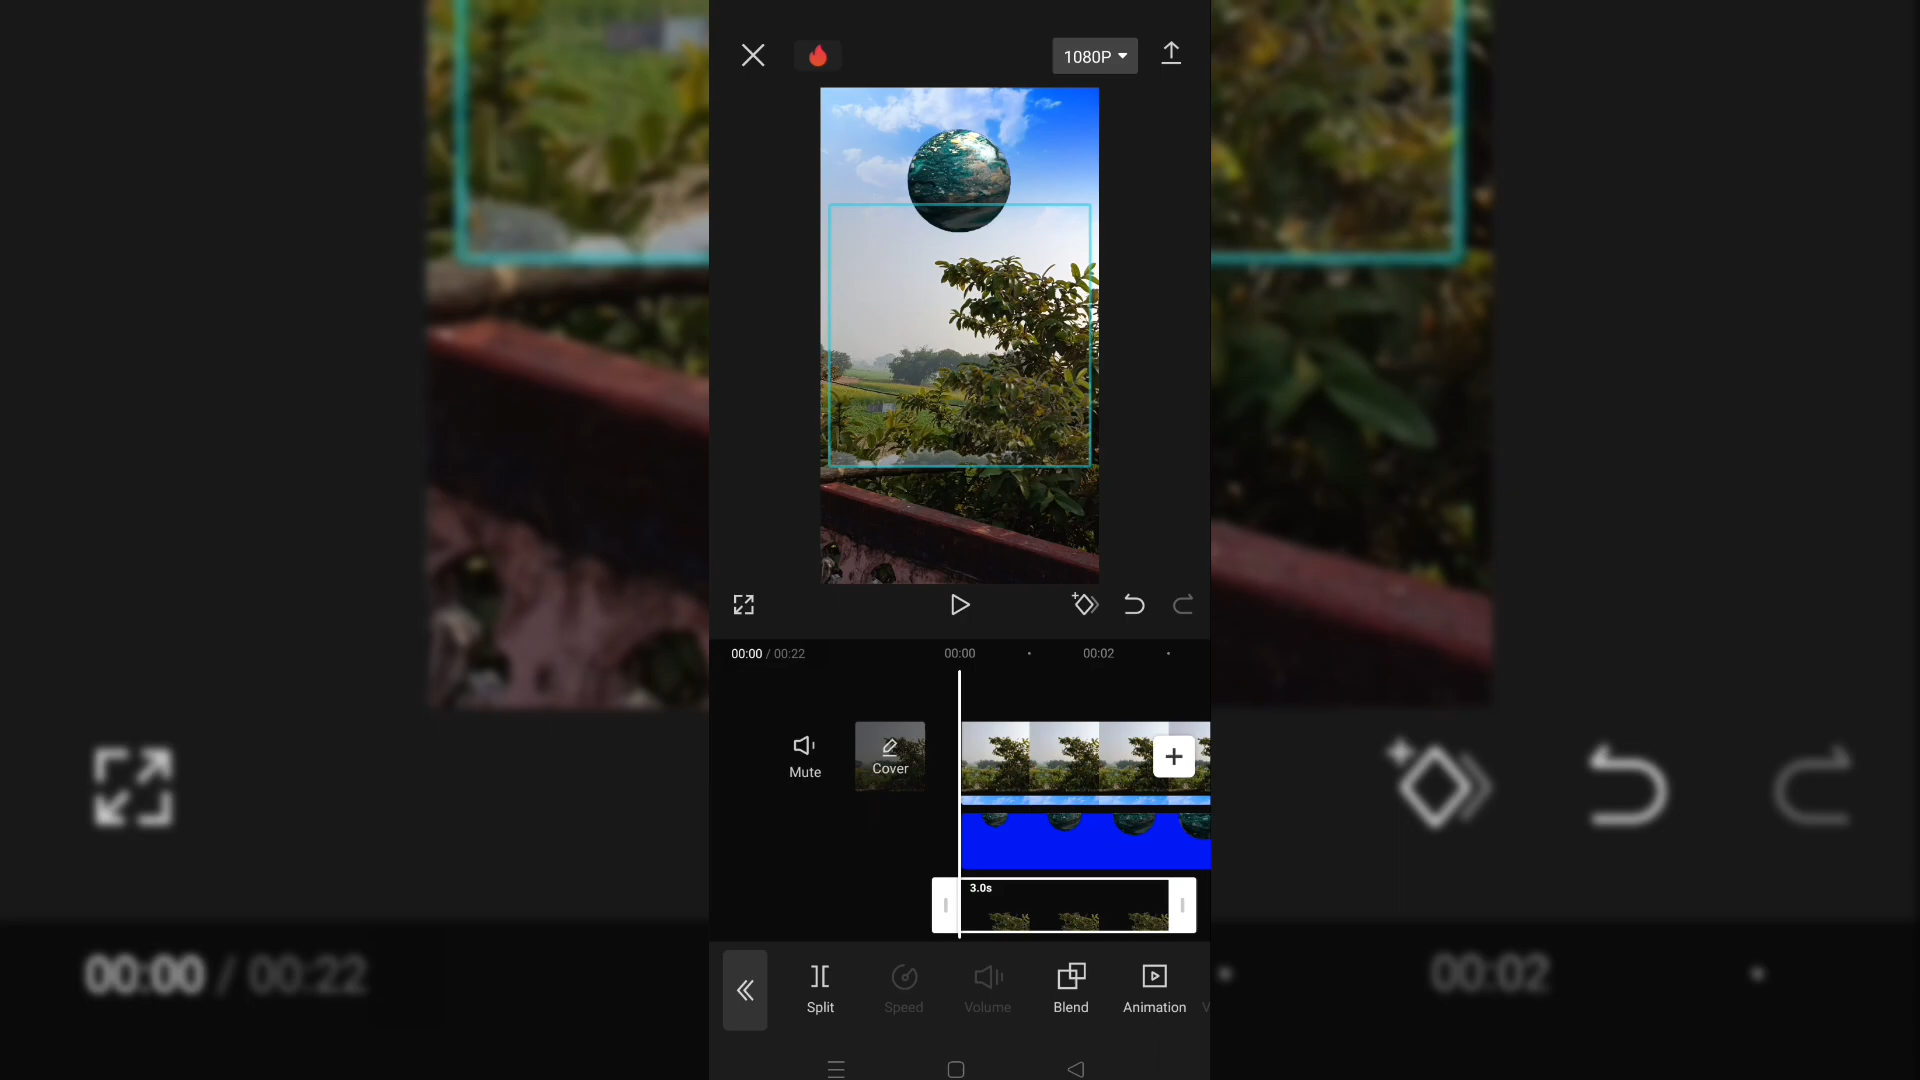 1080P
00:00 / 00:22
00:00
00:02
Mute
Cover
3.0s
Split
Speed
Volume
Blend
Animation
V
00:00 / 00:22
00:02